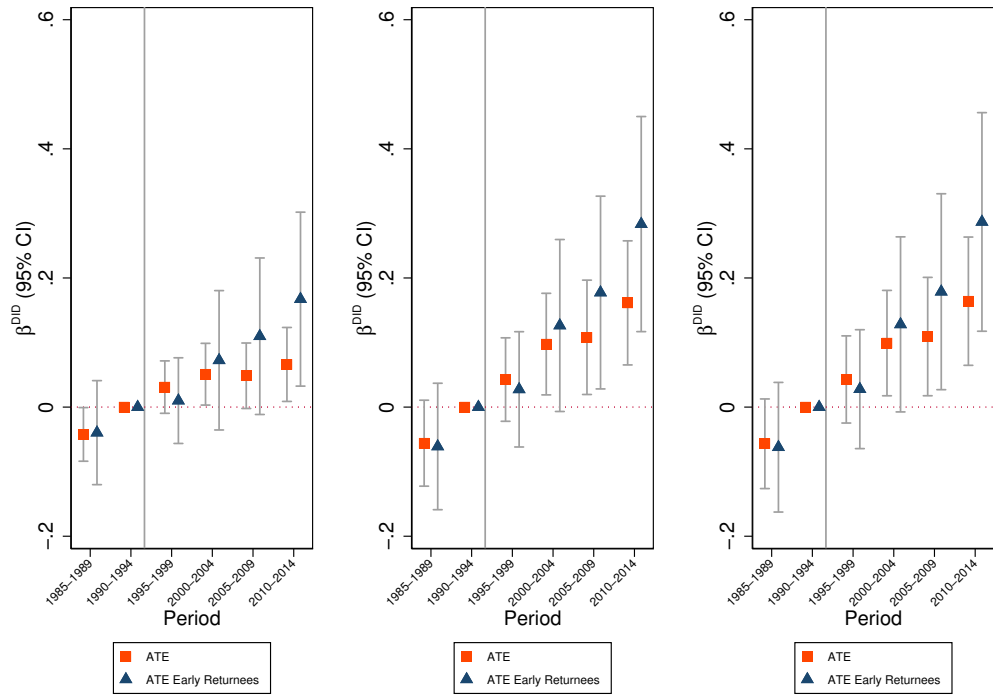 β^DID (95% CI)
.6
.4
.2
0
-.2
1985−1989
1990−1994
1995−1999
2000−2004
2005−2009
2010−2014
Period
ATE
ATE Early Returnees
β^DID (95% CI)
.6
.4
.2
0
-.2
1985−1989
1990−1994
1995−1999
2000−2004
2005−2009
2010−2014
Period
ATE
ATE Early Returnees
β^DID (95% CI)
.6
.4
.2
0
-.2
1985−1989
1990−1994
1995−1999
2000−2004
2005−2009
2010−2014
Period
ATE
ATE Early Returnees